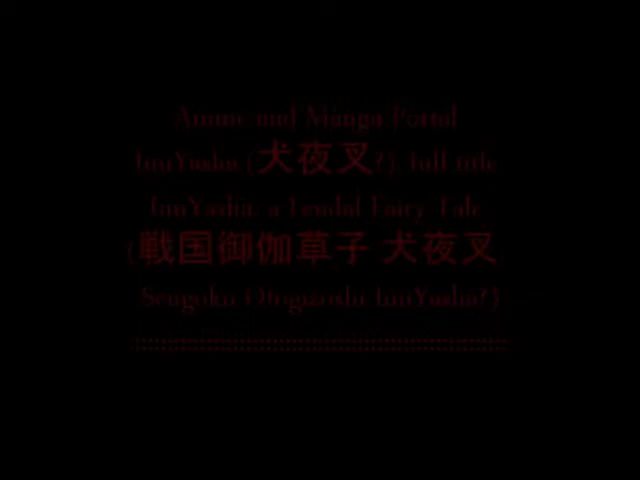 Anime and Manga Portal
InuYasha (犬夜叉?), full title
InuYasha, a Feudal Fairy Tale
(戦国御伽草子 犬夜叉
Sengoku Otogizōshi InuYasha?)